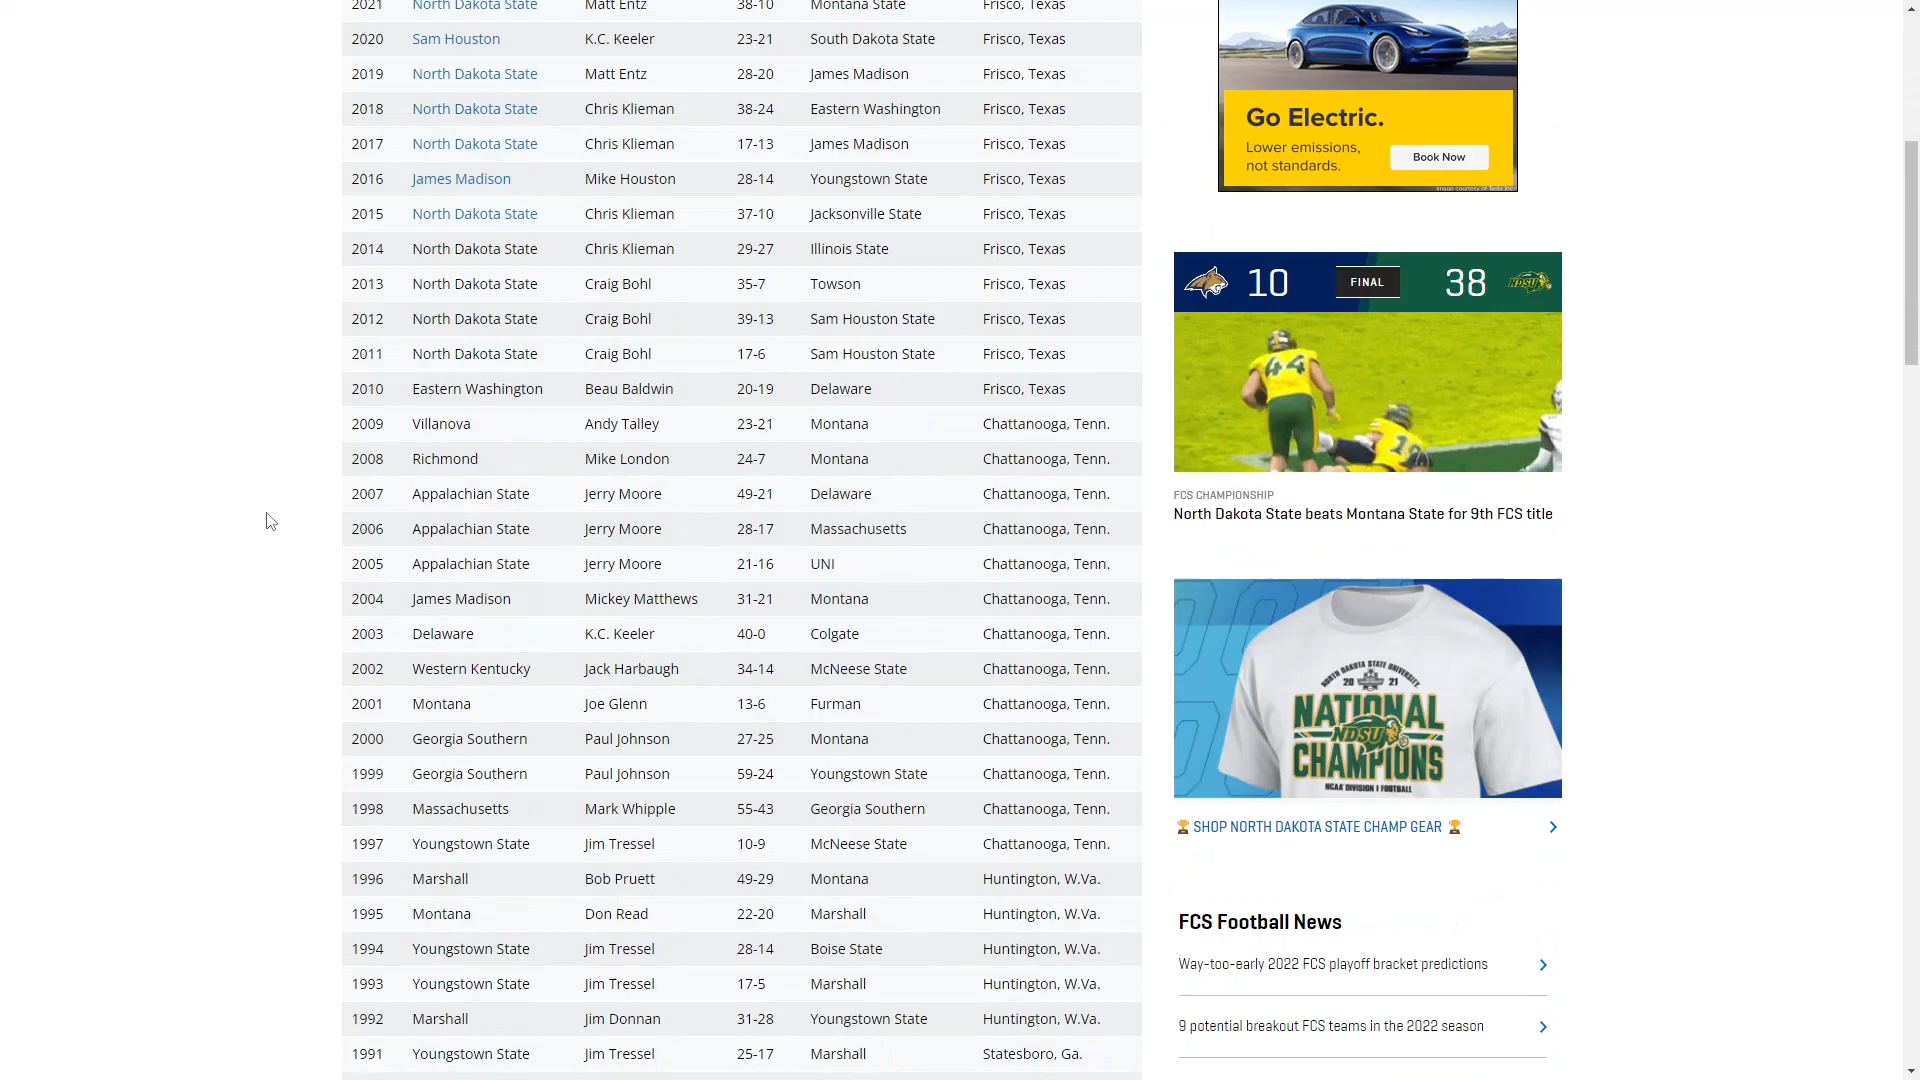 2021 North Dakota State Matt Entz 38-10 Montana State Frisco, Texas
2020 Sam Houston K.C. Keeler 23-21 South Dakota State Frisco, Texas
2019 North Dakota State Matt Entz 28-20 James Madison Frisco, Texas
2018 North Dakota State Chris Klieman 38-24 Eastern Washington Frisco, Texas
2017 North Dakota State Chris Klieman 17-13 James Madison Frisco, Texas
2016 James Madison Mike Houston 28-14 Youngstown State Frisco, Texas
2015 North Dakota State Chris Klieman 37-10 Jacksonville State Frisco, Texas
2014 North Dakota State Chris Klieman 29-27 Illinois State Frisco, Texas
2013 North Dakota State Craig Bohl 35-7 Towson Frisco, Texas
2012 North Dakota State Craig Bohl 39-13 Sam Houston State Frisco, Texas
2011 North Dakota State Craig Bohl 17-6 Sam Houston State Frisco, Texas
2010 Eastern Washington Beau Baldwin 20-19 Delaware Frisco, Texas
2009 Villanova Andy Talley 23-21 Montana Chattanooga, Tenn.
2008 Richmond Mike London 24-7 Montana Chattanooga, Tenn.
2007 Appalachian State Jerry Moore 49-21 Delaware Chattanooga, Tenn.
2006 Appalachian State Jerry Moore 28-17 Massachusetts Chattanooga, Tenn.
2005 Appalachian State Jerry Moore 21-16 UNI Chattanooga, Tenn.
2004 James Madison Mickey Matthews 31-21 Montana Chattanooga, Tenn.
2003 Delaware K.C. Keeler 40-0 Colgate Chattanooga, Tenn.
2002 Western Kentucky Jack Harbaugh 34-14 McNeese State Chattanooga, Tenn.
2001 Montana Joe Glenn 13-6 Furman Chattanooga, Tenn.
2000 Georgia Southern Paul Johnson 27-25 Montana Chattanooga, Tenn.
1999 Georgia Southern Paul Johnson 59-24 Youngstown State Chattanooga, Tenn.
1998 Massachusetts Mark Whipple 55-43 Georgia Southern Chattanooga, Tenn.
1997 Youngstown State Jim Tressel 10-9 McNeese State Chattanooga, Tenn.
1996 Marshall Bob Pruett 49-29 Montana Huntington, W.Va.
1995 Montana Don Read 22-20 Marshall Huntington, W.Va.
1994 Youngstown State Jim Tressel 28-14 Boise State Huntington, W.Va.
1993 Youngstown State Jim Tressel 17-5 Marshall Huntington, W.Va.
1992 Marshall Jim Donnan 31-28 Youngstown State Huntington, W.Va.
1991 Youngstown State Jim Tressel 25-17 Marshall Statesboro, Ga.
Go Electric.
Lower emissions,
not standards.
Book Now
Image courtesy of Tesla Inc
10 FINAL 38 NDSU
44
FCS CHAMPIONSHIP
North Dakota State beats Montana State for 9th FCS title
NORTH DAKOTA STATE UNIVERSITY
20 21
NATIONAL
NDSU
CHAMPIONS
NCAA DIVISION I FOOTBALL
🏆 SHOP NORTH DAKOTA STATE CHAMP GEAR 🏆
FCS Football News
Way-too-early 2022 FCS playoff bracket predictions
9 potential breakout FCS teams in the 2022 season